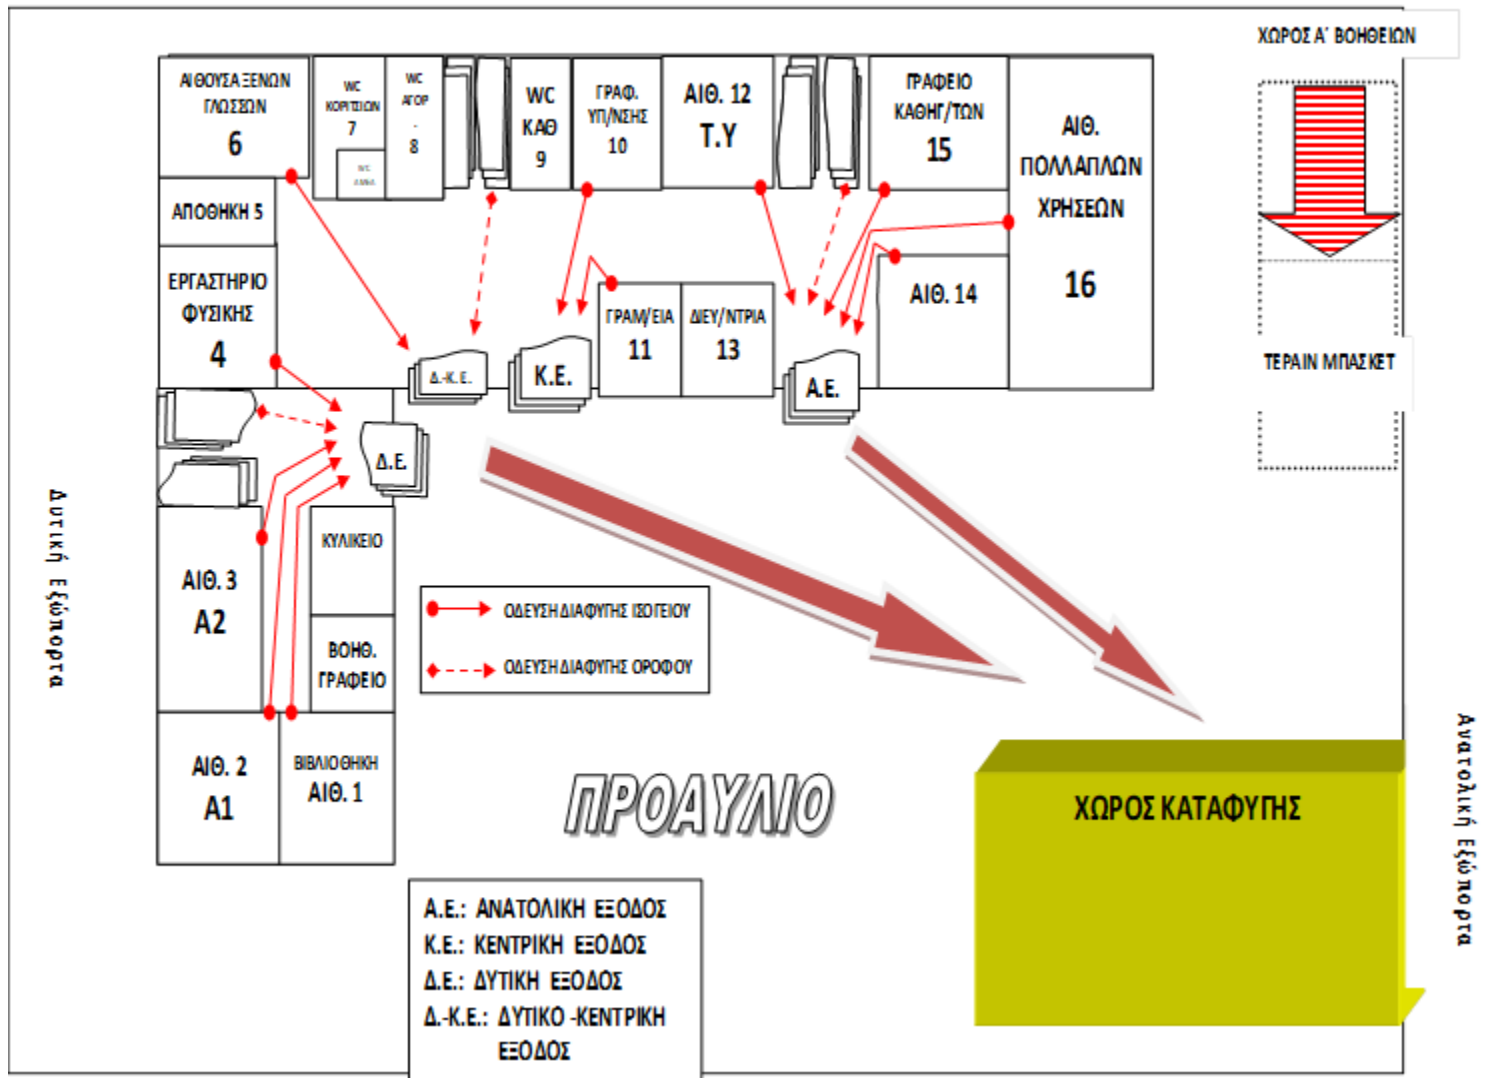 ΧΩΡΟΣ Α΄ ΒΟΗΘΕΙΩΝ
ΑΙΘΟΥΣΑ ΞΕΝΩΝ
ΓΛΩΣΣΩΝ
6
WC
ΚΟΡΙΤΣΙΩΝ
7
WC
WC
ΑΓΟΡ
-
8
WC
ΚΑΘ
9
ΓΡΑΦ.
ΥΠ/ΝΣΗΣ
10
ΑΙΘ. 12
Τ.Υ
ΓΡΑΦΕΙΟ
ΚΑΘΗΓ/ΤΩΝ
15
ΑΙΘ.
ΠΟΛΛΑΠΛΩΝ
ΧΡΗΣΕΩΝ
16
ΑΠΟΘΗΚΗ 5
ΕΡΓΑΣΤΗΡΙΟ
ΦΥΣΙΚΗΣ
4
ΓΡΑΜ/ΕΙΑ
11
ΔΙΕΥ/ΝΤΡΙΑ
13
ΑΙΘ. 14
ΤΕΡΑΙΝ ΜΠΑΣΚΕΤ
Δ.-Κ.Ε.
Κ.Ε.
Α.Ε.
Δ.Ε.
Δυτική Εξώπορτα
ΑΙΘ. 3
Α2
ΚΥΛΙΚΕΙΟ
ΒΟΗΘ.
ΓΡΑΦΕΙΟ
ΟΔΕΥΣΗ ΔΙΑΦΥΓΗΣ ΙΣΟΓΕΙΟΥ
ΟΔΕΥΣΗ ΔΙΑΦΥΓΗΣ ΟΡΟΦΟΥ
ΑΙΘ. 2
Α1
ΒΙΒΛΙΟΘΗΚΗ
ΑΙΘ. 1
ΠΡΟΑΥΛΙΟ
ΧΩΡΟΣ ΚΑΤΑΦΥΓΗΣ
Ανατολική Εξώπορτα
Α.Ε.: ΑΝΑΤΟΛΙΚΗ ΕΞΟΔΟΣ
Κ.Ε.: ΚΕΝΤΡΙΚΗ ΕΞΟΔΟΣ
Δ.Ε.: ΔΥΤΙΚΗ ΕΞΟΔΟΣ
Δ.-Κ.Ε.: ΔΥΤΙΚΟ -ΚΕΝΤΡΙΚΗ
ΕΞΟΔΟΣ